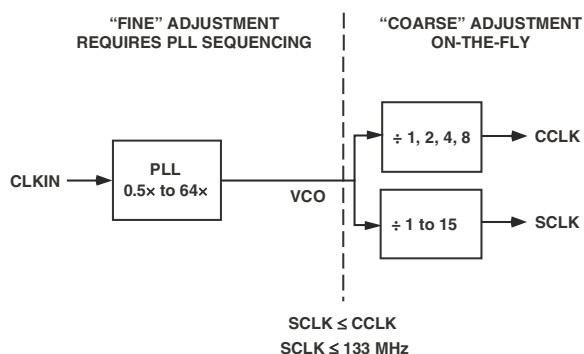 “FINE” ADJUSTMENT
REQUIRES PLL SEQUENCING
“COARSE” ADJUSTMENT
ON-THE-FLY
CLKIN
PLL
0.5× to 64×
VCO
÷ 1, 2, 4, 8
CCLK
÷ 1 to 15
SCLK
SCLK ≤ CCLK
SCLK ≤ 133 MHz